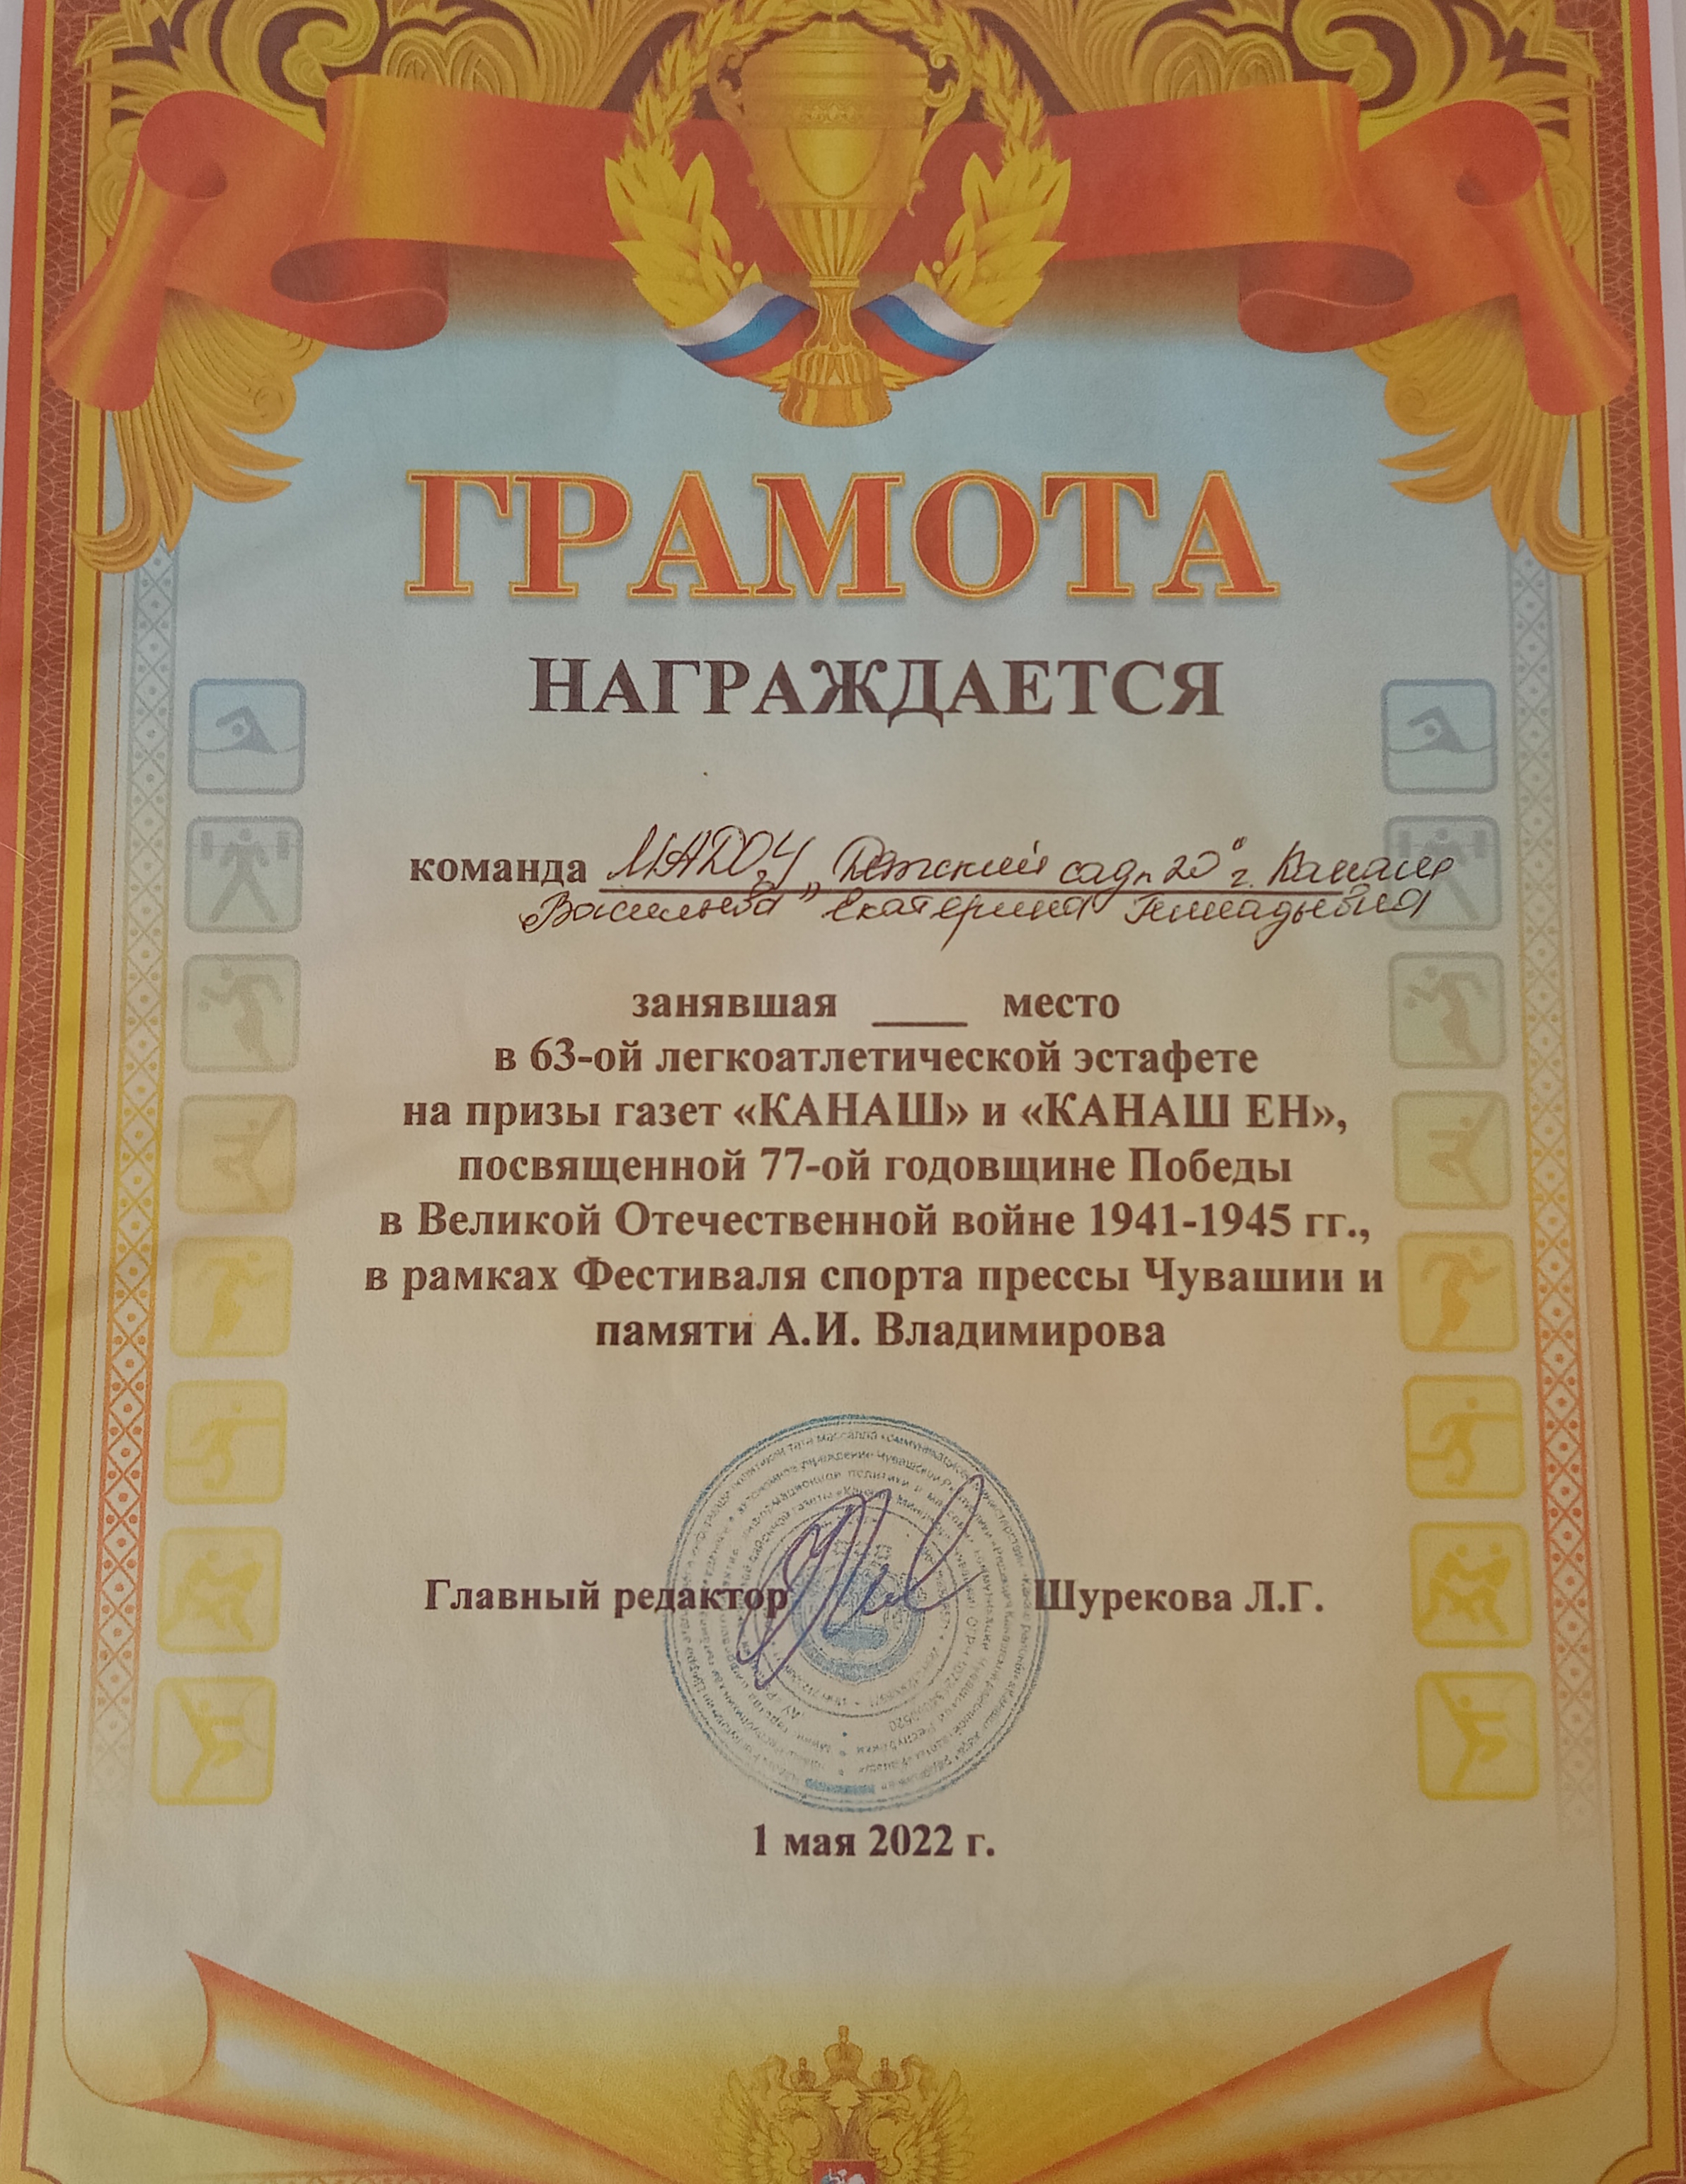 ГРАМОТА
НАГРАЖДАЕТСЯ
команда МАДОУ „Детский сад 20" г. Канаш
Васильева Екатерина Геннадьевна
занявшая ____ место
в 63-ой легкоатлетической эстафете
на призы газет «КАНАШ» и «КАНАШ ЕН»,
посвященной 77-ой годовщине Победы
в Великой Отечественной войне 1941-1945 гг.,
в рамках Фестиваля спорта прессы Чувашии и
памяти А.И. Владимирова
Главный редактор Шурекова Л.Г.
1 мая 2022 г.